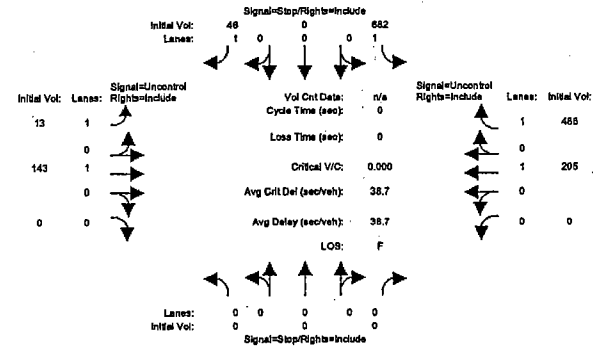 Signal=Stop/Rights=Include
Initial Vol: 46 0 682
Lanes: 1 0 0 0 1
Signal=Uncontrol
Initial Vol: Lanes: Rights=Include
Vol Cnt Date: n/a
Cycle Time (sec): 0
Signal=Uncontrol
Rights=Include Lanes: Initial Vol:
13 1
1 486
Loss Time (sec): 0
0
0
143 1
Critical V/C: 0.000
1 205
0
Avg Crit Del (sec/veh): 38.7
0
0 0
Avg Delay (sec/veh): 38.7
0 0
LOS: F
Lanes: 0 0 0 0 0
Initial Vol: 0 0 0
Signal=Stop/Rights=Include